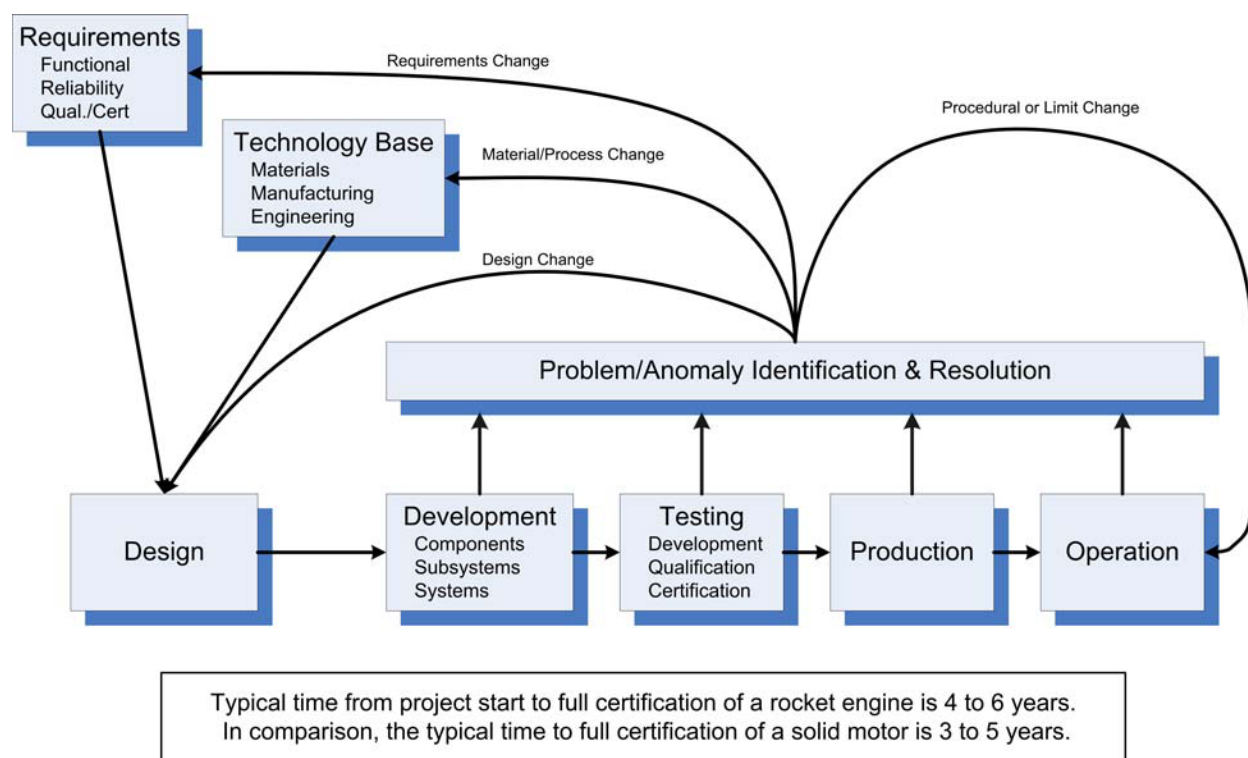 Requirements
Functional
Reliability
Qual./Cert
Requirements Change
Procedural or Limit Change
Technology Base
Materials
Manufacturing
Engineering
Material/Process Change
Design Change
Problem/Anomaly Identification & Resolution
Design
Development
Components
Subsystems
Systems
Testing
Development
Qualification
Certification
Production
Operation
Typical time from project start to full certification of a rocket engine is 4 to 6 years.
In comparison, the typical time to full certification of a solid motor is 3 to 5 years.